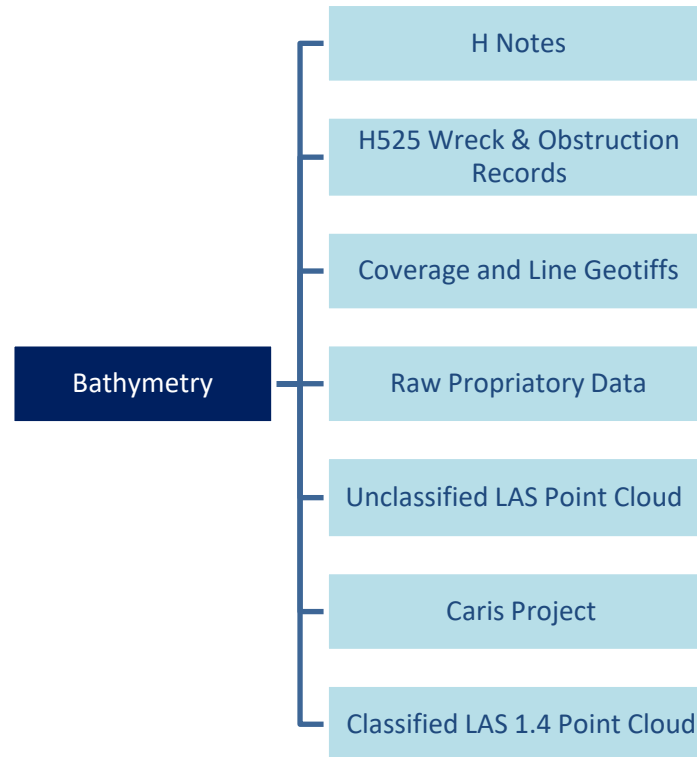 H Notes
H525 Wreck & Obstruction
Records
Coverage and Line Geotiffs
Bathymetry
Raw Propriatory Data
Unclassified LAS Point Cloud
Caris Project
Classified LAS 1.4 Point Cloud